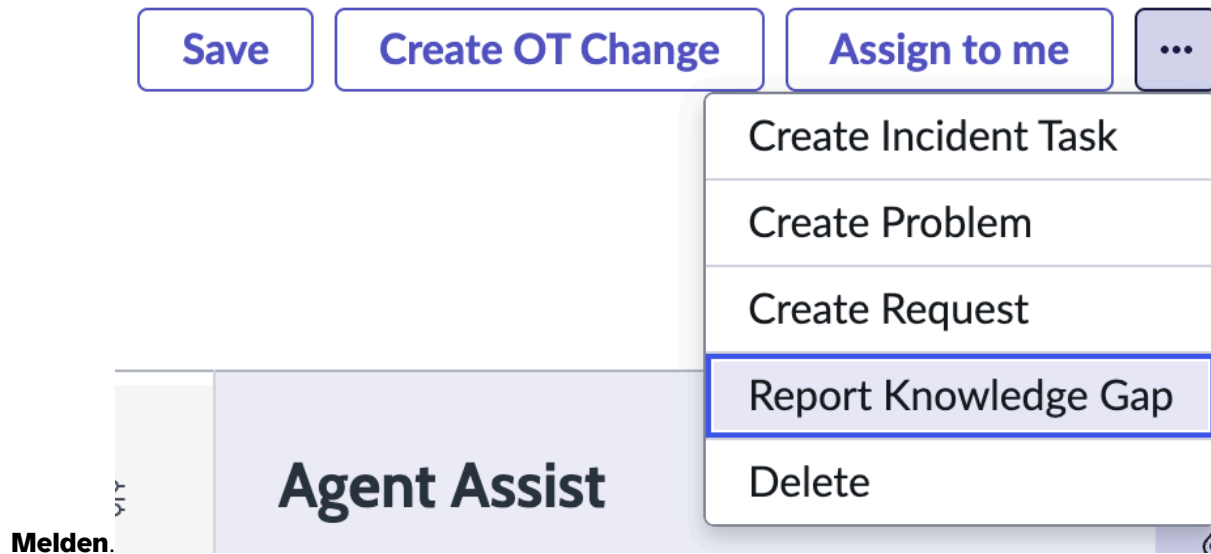 Save Create OT Change Assign to me ...
Create Incident Task
Create Problem
Create Request
Report Knowledge Gap
Agent Assist
Delete
Melden.